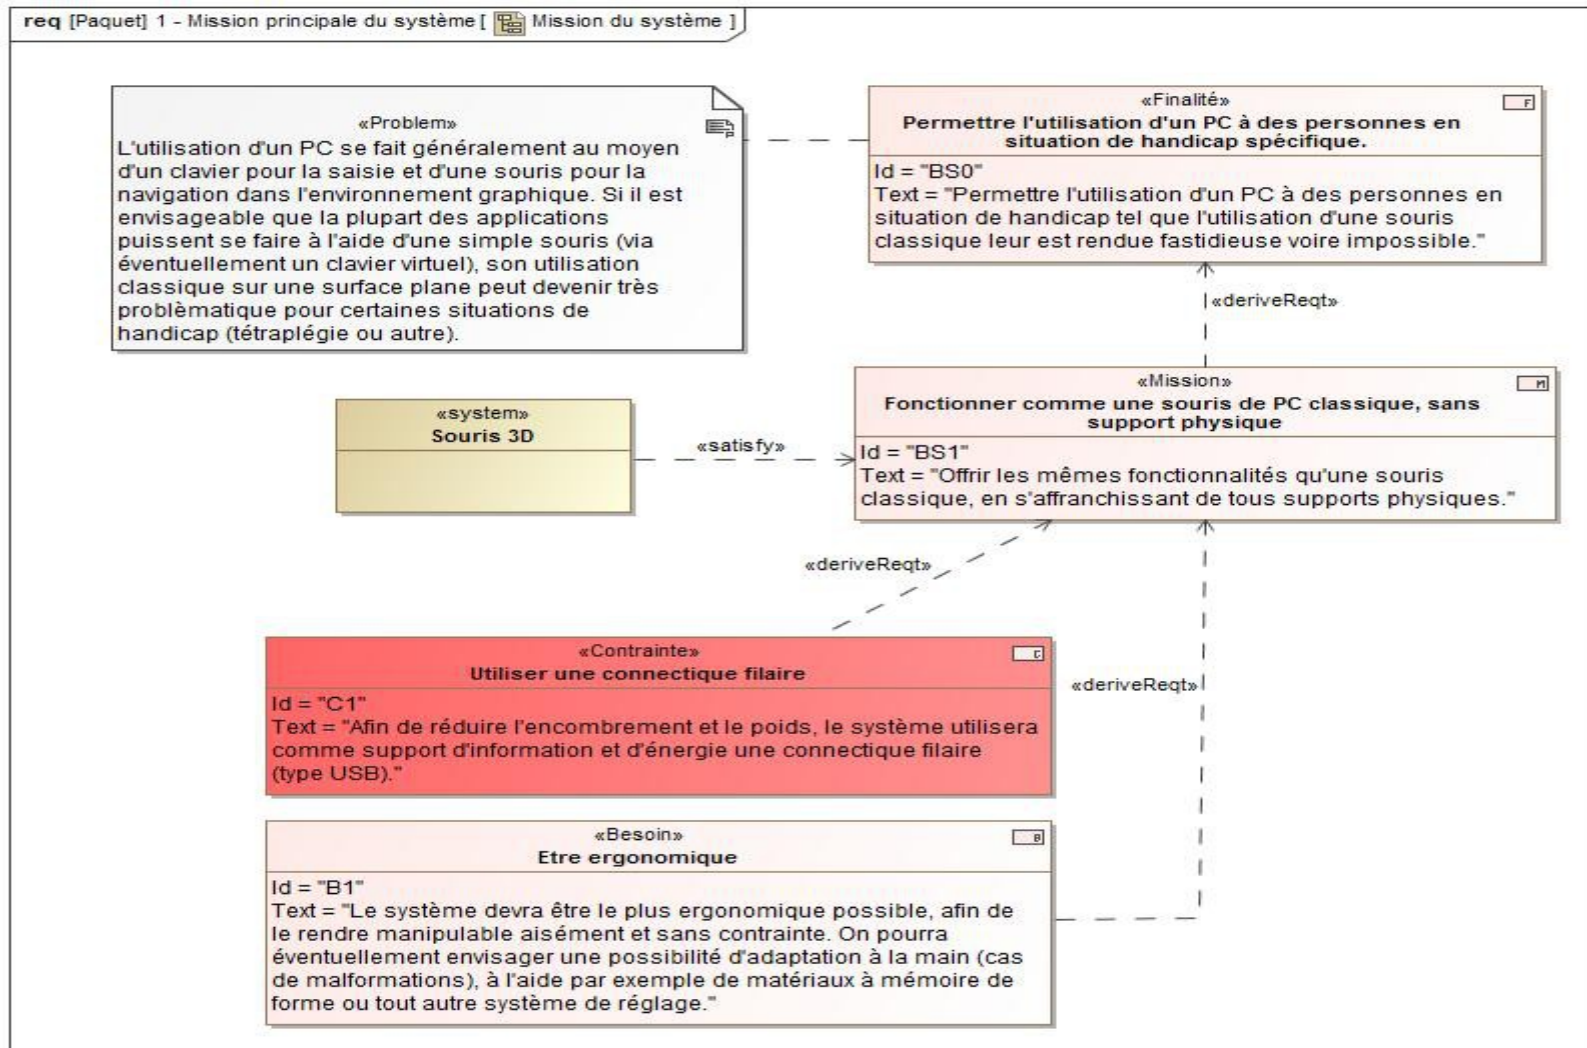 req [Paquet] 1 - Mission principale du système [ Mission du système ]
«Problem»
L'utilisation d'un PC se fait généralement au moyen
d'un clavier pour la saisie et d'une souris pour la
navigation dans l'environnement graphique. Si il est
envisageable que la plupart des applications
puissent se faire à l'aide d'une simple souris (via
éventuellement un clavier virtuel), son utilisation
classique sur une surface plane peut devenir très
problèmatique pour certaines situations de
handicap (tétraplégie ou autre).
«Finalité»
F
Permettre l'utilisation d'un PC à des personnes en
situation de handicap spécifique.
Id = "BS0"
Text = "Permettre l'utilisation d'un PC à des personnes en
situation de handicap tel que l'utilisation d'une souris
classique leur est rendue fastidieuse voire impossible."
«deriveReqt»
«system»
Souris 3D
«satisfy»
«Mission»
M
Fonctionner comme une souris de PC classique, sans
support physique
Id = "BS1"
Text = "Offrir les mêmes fonctionnalités qu'une souris
classique, en s'affranchissant de tous supports physiques."
«deriveReqt»
«deriveReqt»
«Contrainte»
C
Utiliser une connectique filaire
Id = "C1"
Text = "Afin de réduire l'encombrement et le poids, le système utilisera
comme support d'information et d'énergie une connectique filaire
(type USB)."
«Besoin»
B
Etre ergonomique
Id = "B1"
Text = "Le système devra être le plus ergonomique possible, afin de
le rendre manipulable aisément et sans contrainte. On pourra
éventuellement envisager une possibilité d'adaptation à la main (cas
de malformations), à l'aide par exemple de matériaux à mémoire de
forme ou tout autre système de réglage."